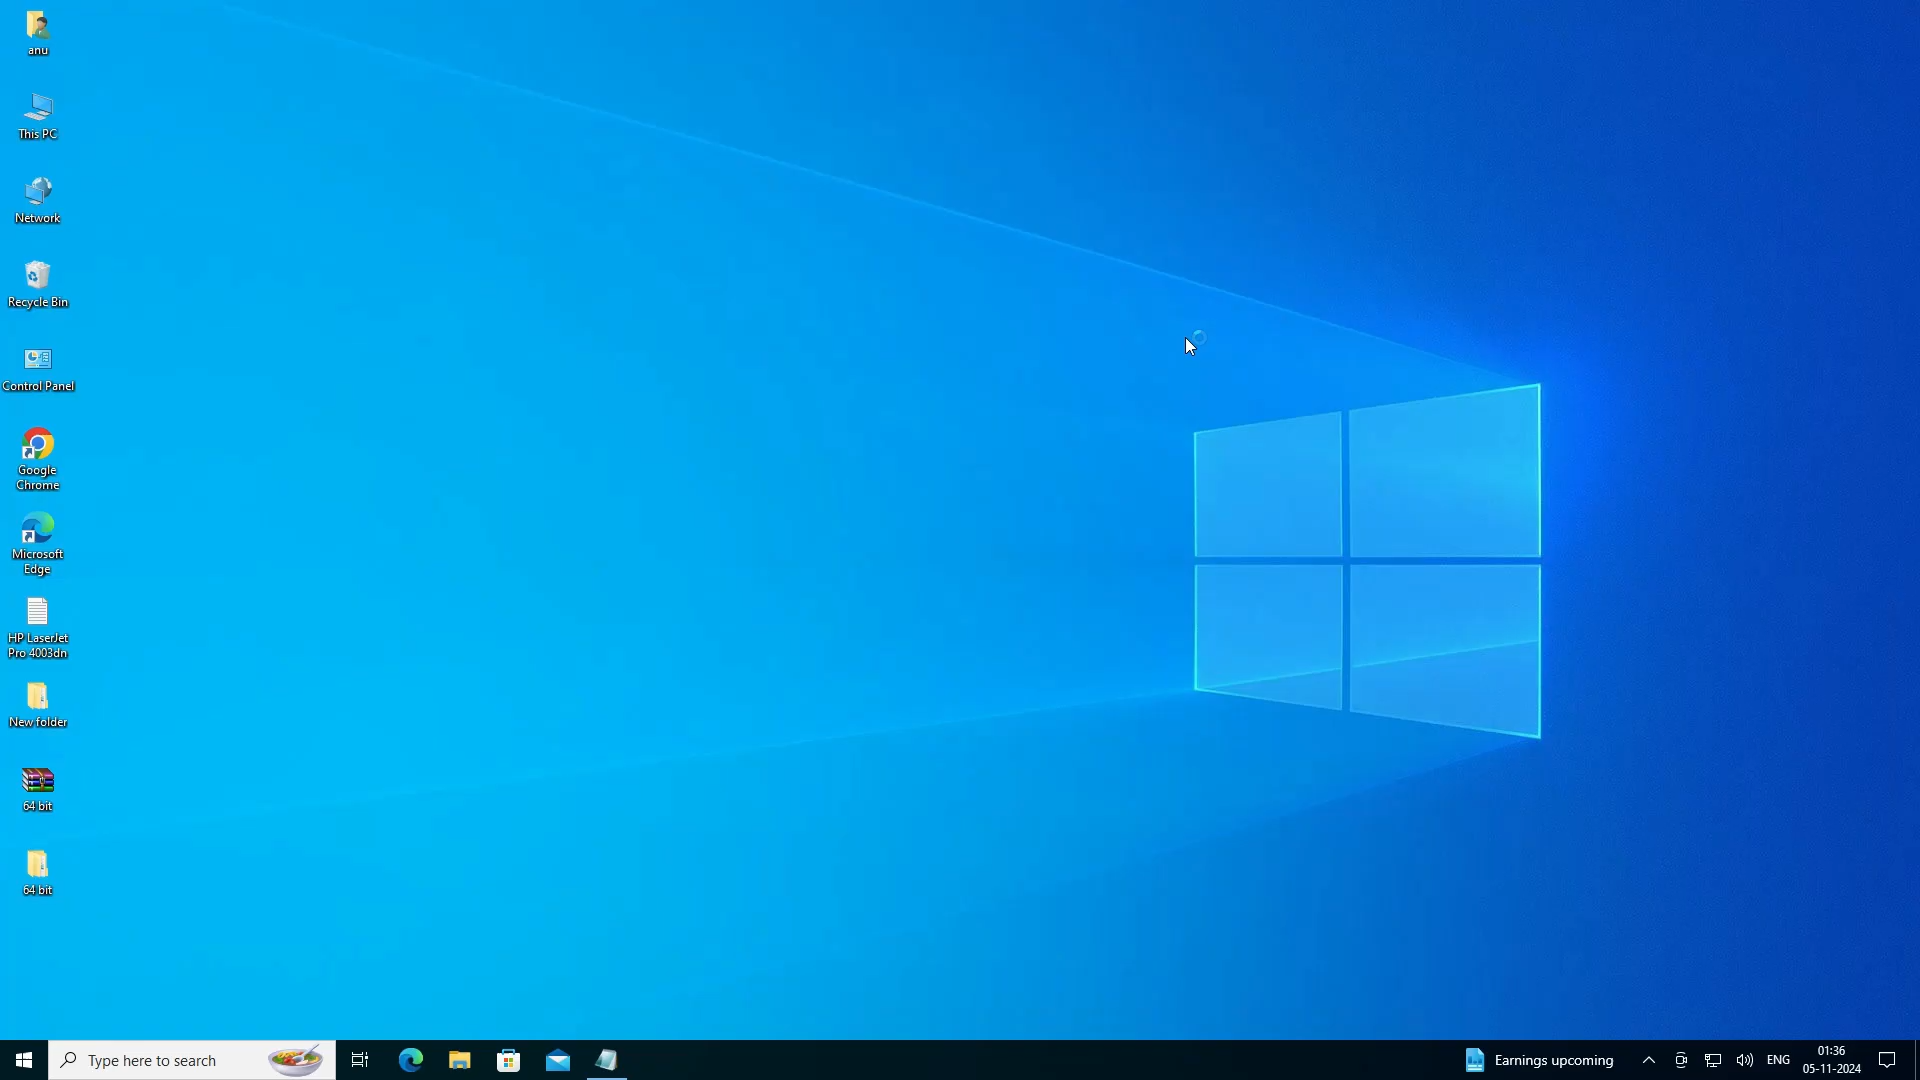 anu
This PC
Network
Recycle Bin
Control Panel
Google
Chrome
Microsoft
Edge
HP LaserJet
Pro 4003dn
New folder
64 bit
64 bit
Type here to search
Earnings upcoming
ENG
01:36
05-11-2024